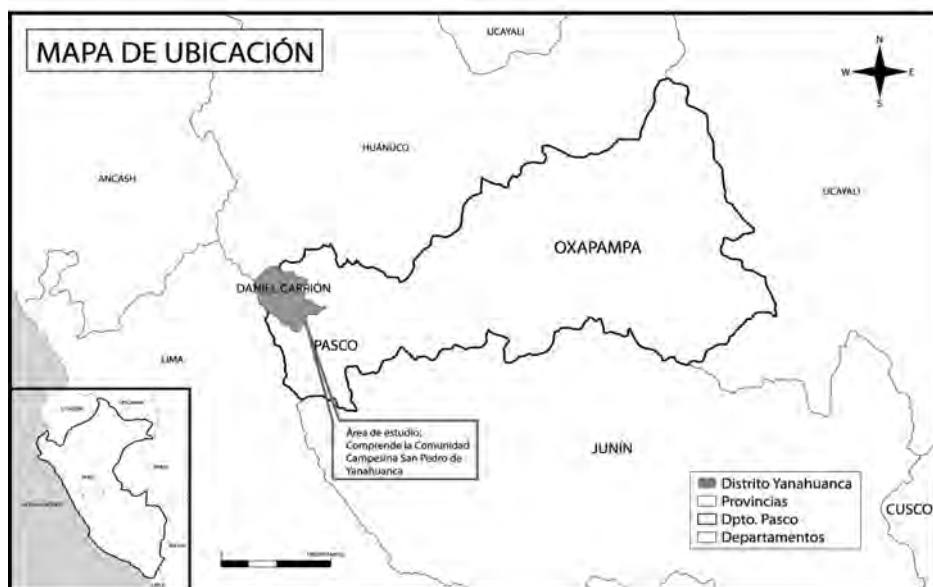 MAPA DE UBICACIÓN
UCAYALI
N
W
E
S
HUÁNUCO
ANCASH
UCAYALI
OXAPAMPA
DANIEL CARRIÓN
PASCO
LIMA
Área de estudio;
Comprende la Comunidad
Campesina San Pedro de
Yanahuanca
JUNÍN
Distrito Yanahuanca
Provincias
Dpto. Pasco
Departamentos
CUSCO